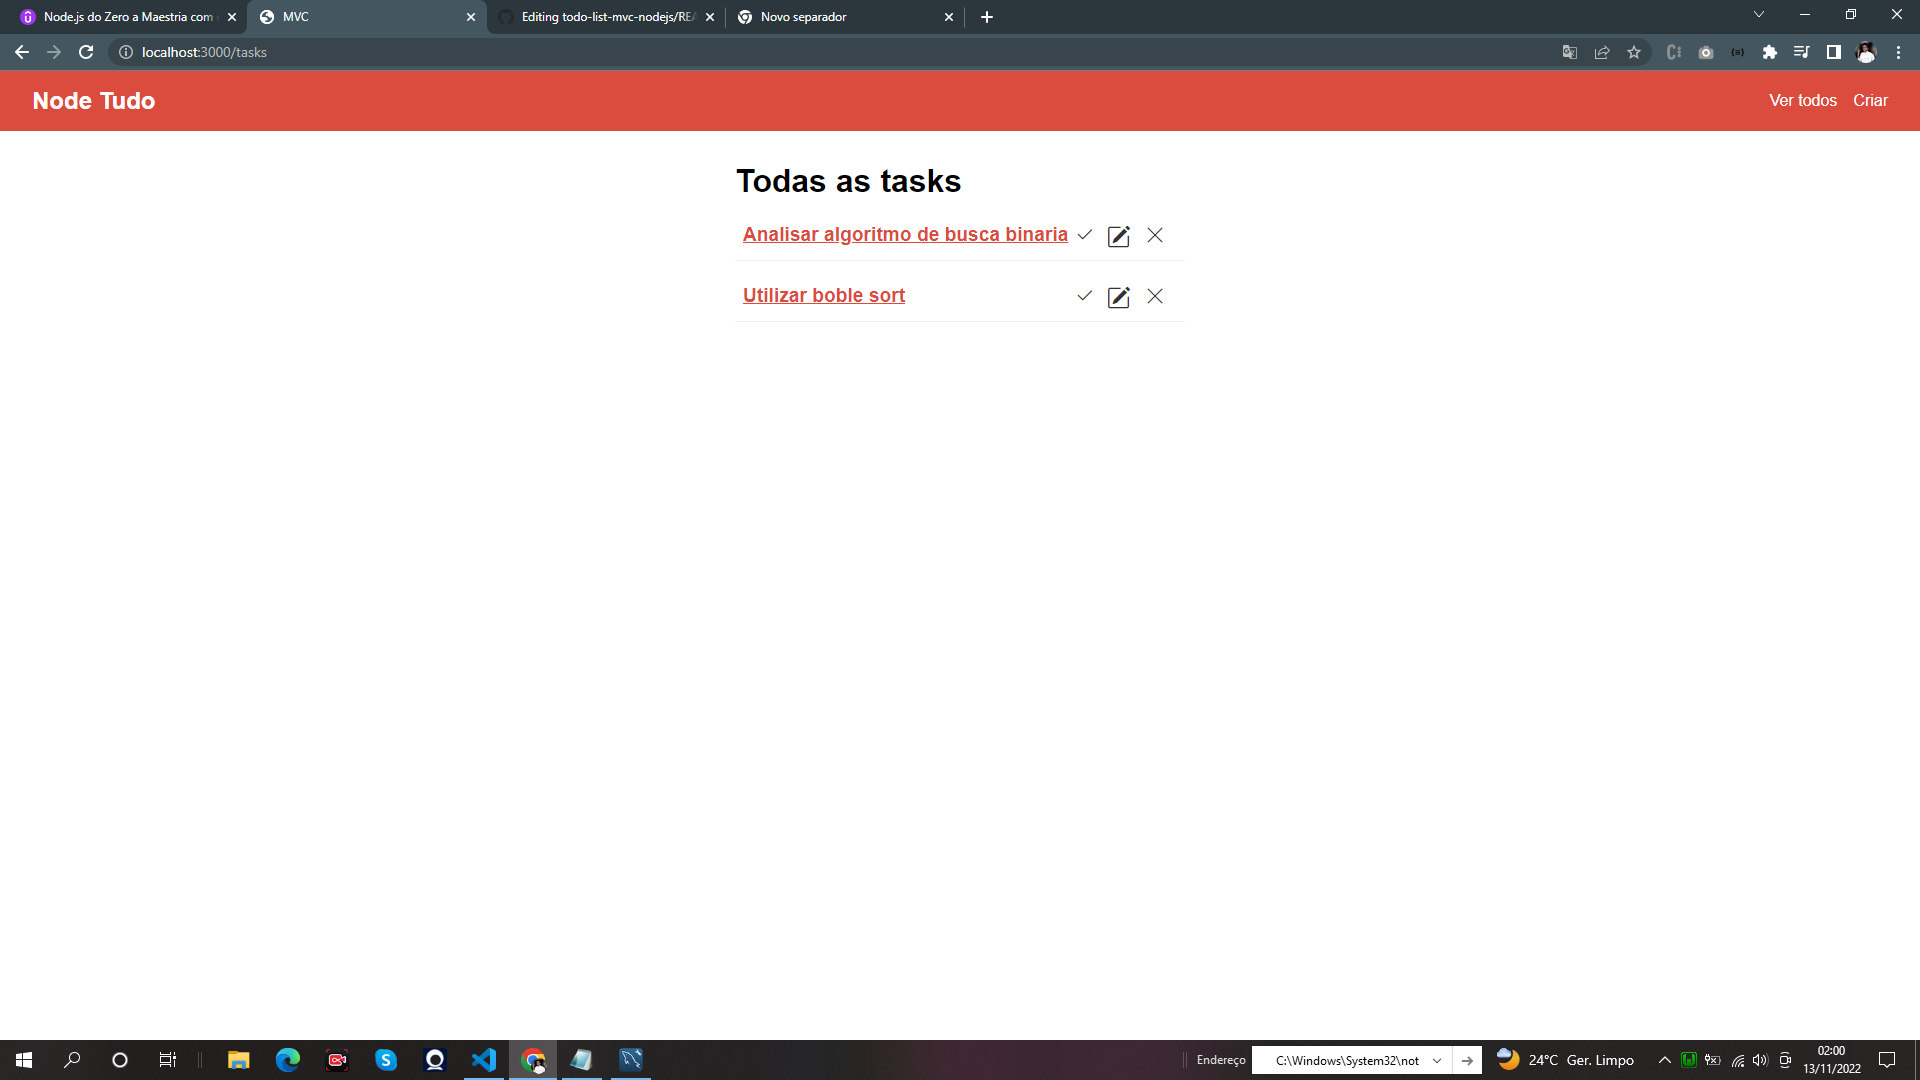 Node.js do Zero a Maestria com
MVC
Editing todo-list-mvc-nodejs/REA
Novo separador
localhost:3000/tasks
Node Tudo
Ver todos
Criar
Todas as tasks
Analisar algoritmo de busca binaria
Utilizar boble sort
Endereço
C:\Windows\System32\not
24°C Ger. Limpo
02:00
13/11/2022